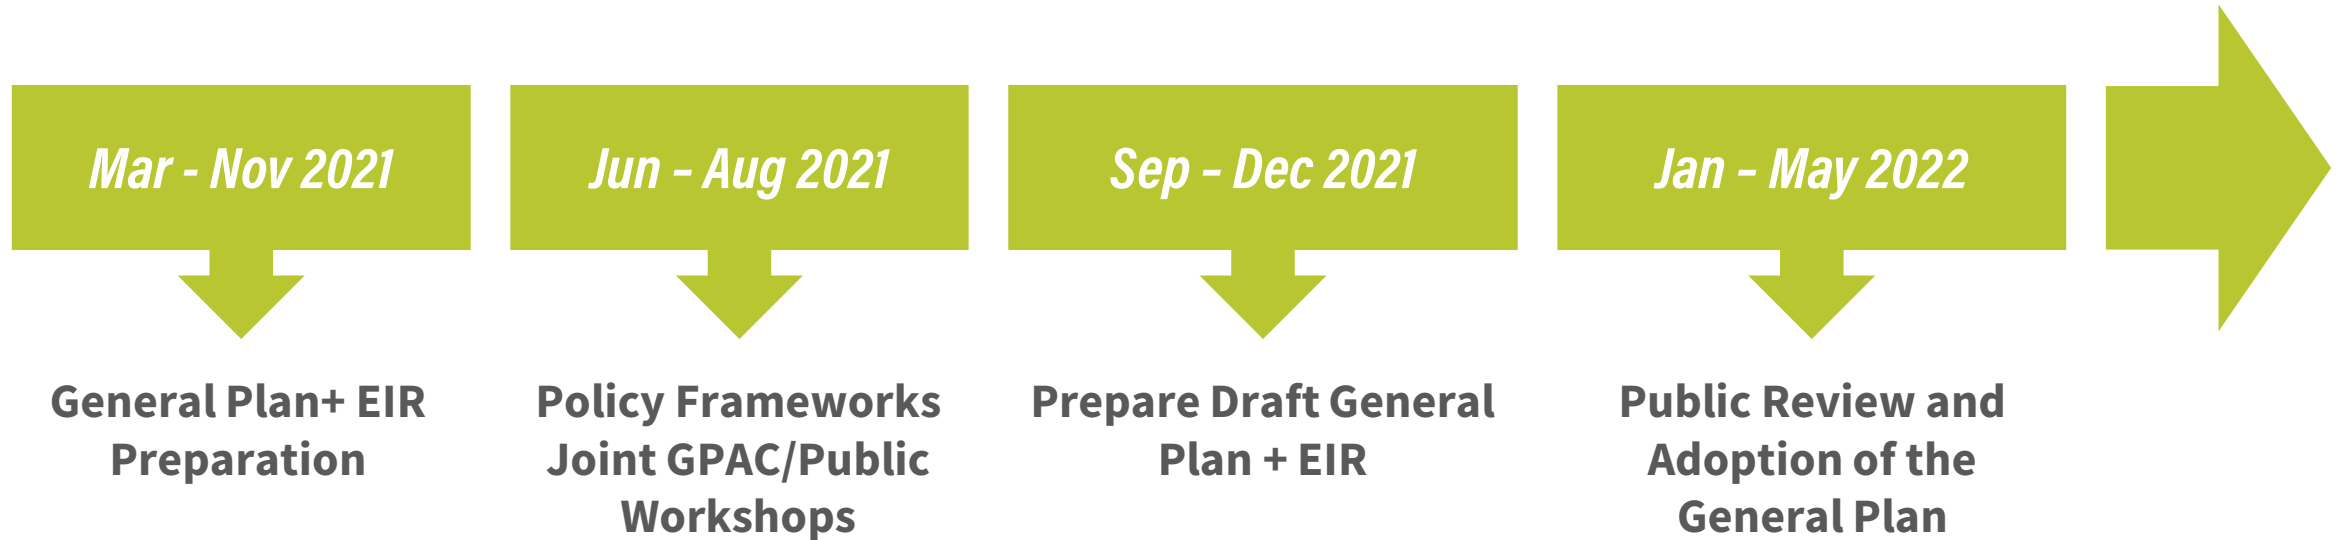 Mar - Nov 2021
General Plan+ EIR
Preparation
Jun – Aug 2021
Policy Frameworks
Joint GPAC/Public
Workshops
Sep – Dec 2021
Prepare Draft General
Plan + EIR
Jan – May 2022
Public Review and
Adoption of the
General Plan